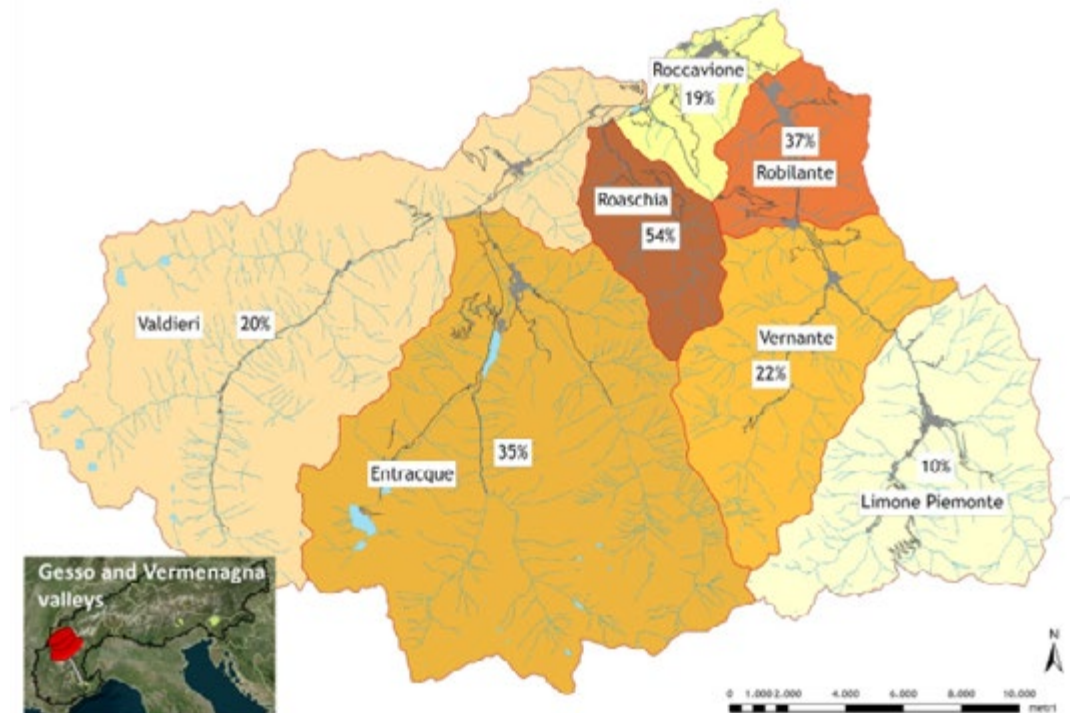 Roccavione
19%
37%
Robilante
Roaschia
54%
Valdieri
20%
Vernante
22%
35%
Entracque
10%
Limone Piemonte
Gesso and Vermenagna
valleys
N
0 1.000 2.000 4.000 6.000 8.000 10.000
metri